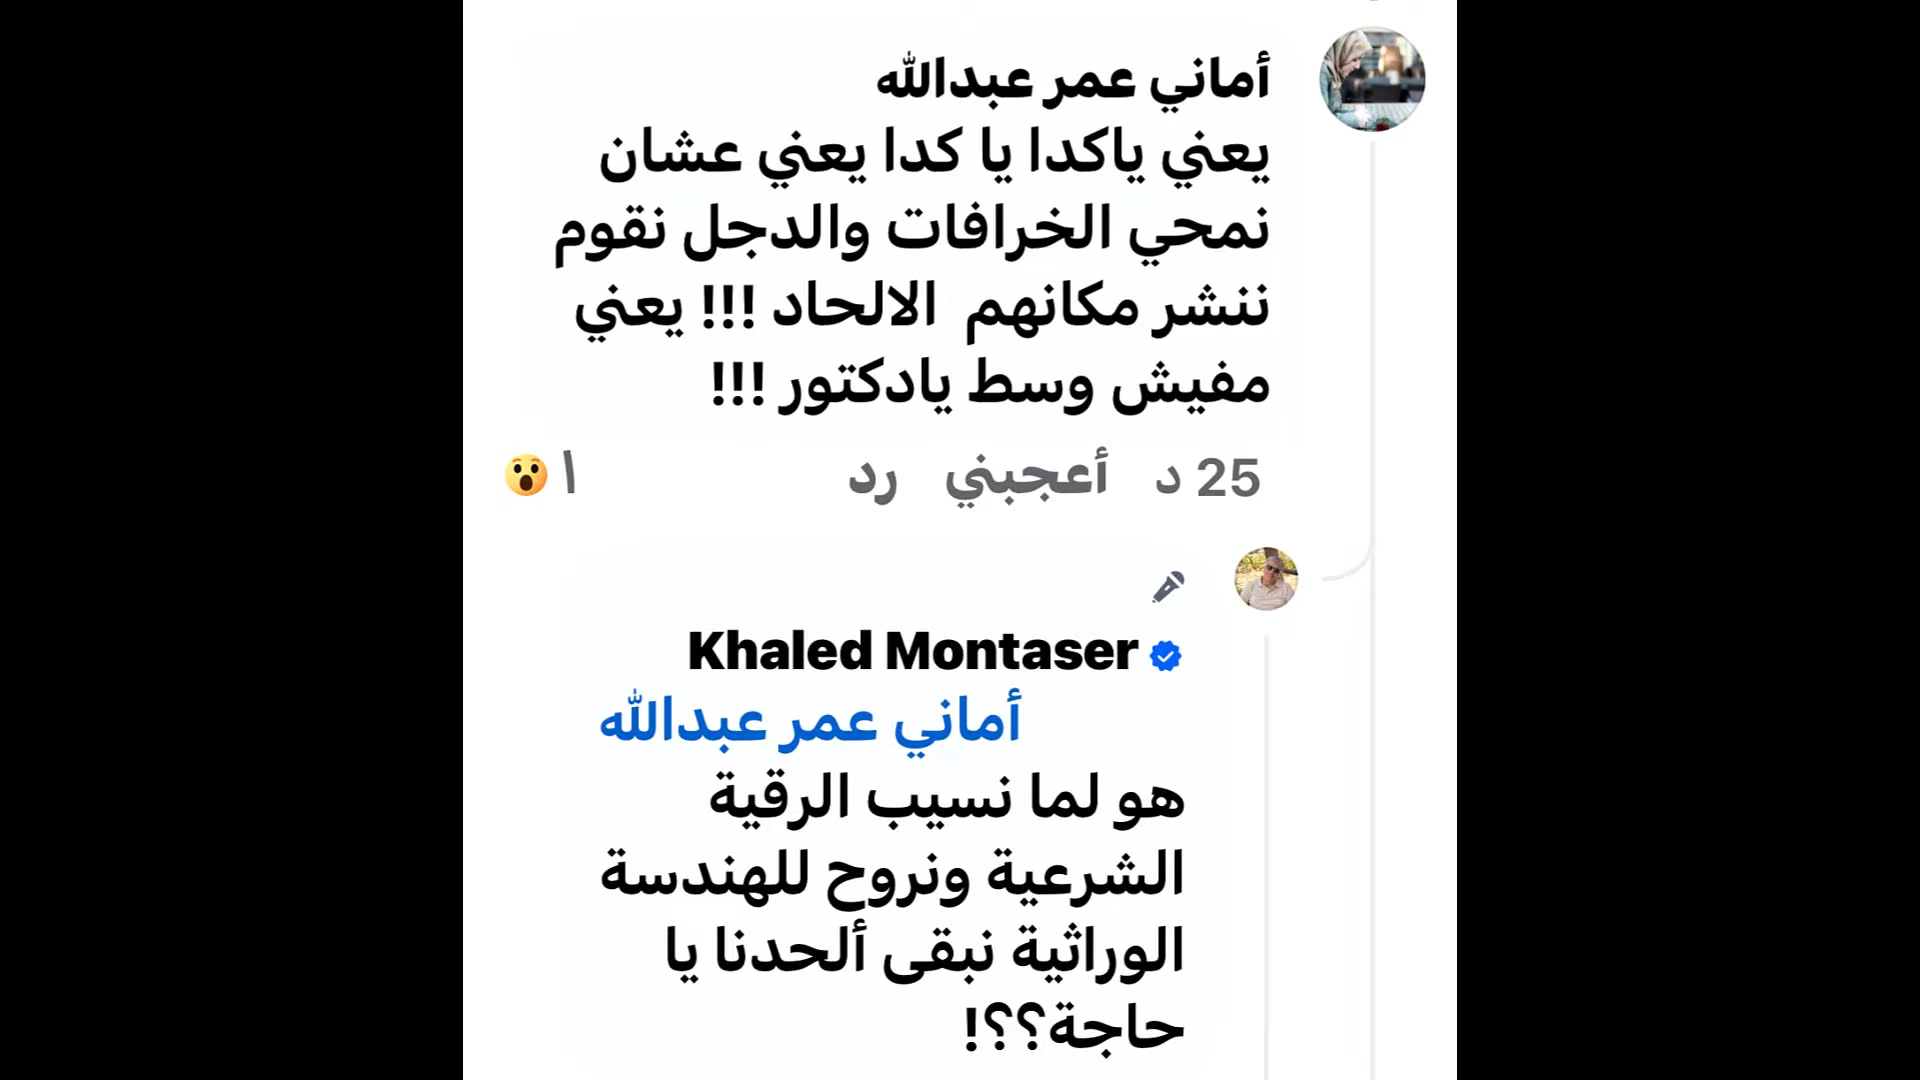 أماني عمر عبدالله
يعني ياكدا يا كدا يعني عشان
نمحي الخرافات والدجل نقوم
ننشر مكانهم الالحاد !!! يعني
مفيش وسط يادكتور !!!
25 د أعجبني رد ١
Khaled Montaser
أماني عمر عبدالله
هو لما نسيب الرقية
الشرعية ونروح للهندسة
الوراثية نبقى ألحدنا يا
حاجة؟؟!